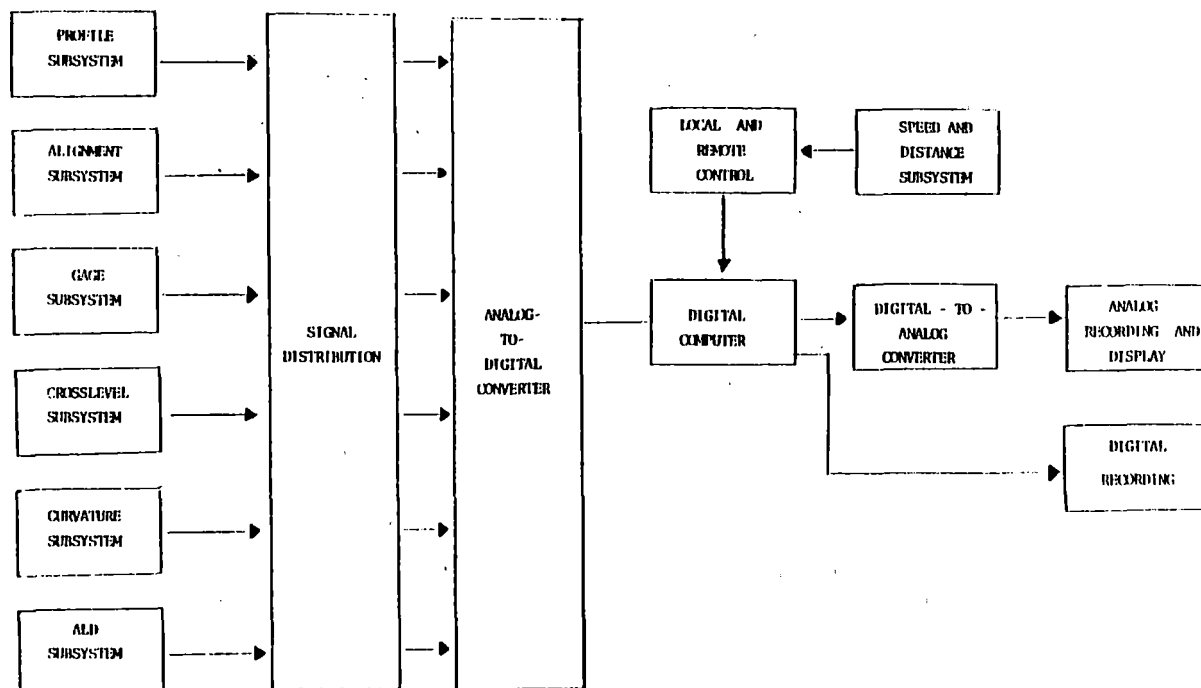 PROFILE
SUBSYSTEM
ALIGNMENT
SUBSYSTEM
GAGE
SUBSYSTEM
CROSSLEVEL
SUBSYSTEM
CURVATURE
SUBSYSTEM
ALD
SUBSYSTEM
SIGNAL
DISTRIBUTION
ANALOG-
TO-
DIGITAL
CONVERTER
LOCAL AND
REMOTE
CONTROL
SPEED AND
DISTANCE
SUBSYSTEM
DIGITAL
COMPUTER
DIGITAL - TO -
ANALOG
CONVERTER
ANALOG
RECORDING AND
DISPLAY
DIGITAL
RECORDING